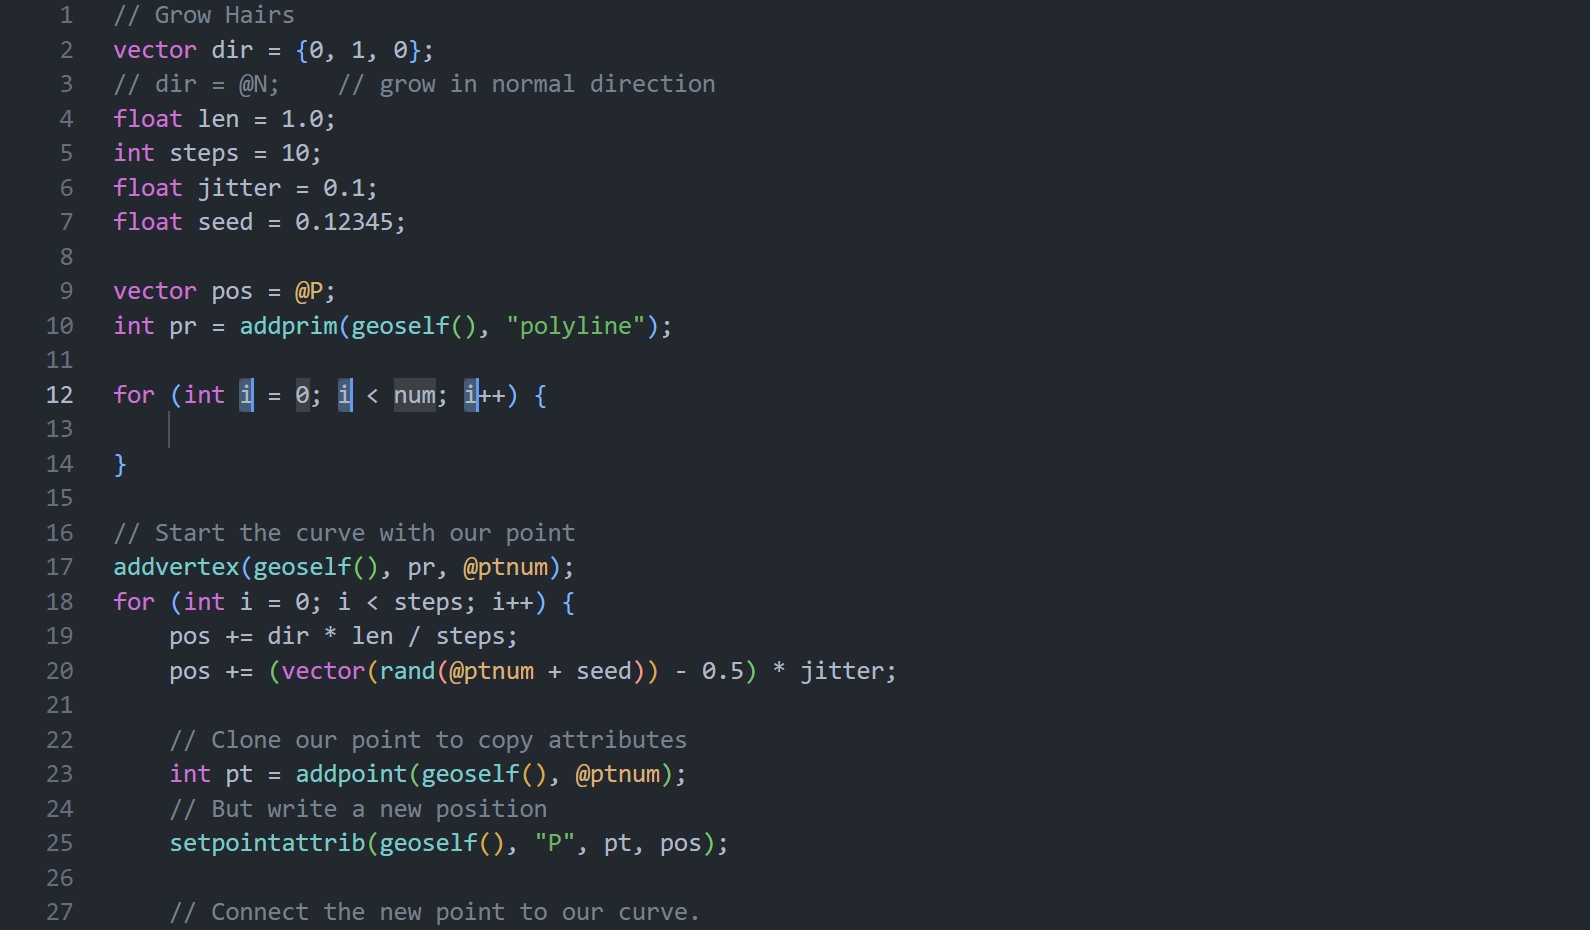 1 // Grow Hairs
2 vector dir = {0, 1, 0};
3 // dir = @N;    // grow in normal direction
4 float len = 1.0;
5 int steps = 10;
6 float jitter = 0.1;
7 float seed = 0.12345;
8
9 vector pos = @P;
10 int pr = addprim(geoself(), "polyline");
11
12 for (int i = 0; i < num; i++) {
13
14 }
15
16 // Start the curve with our point
17 addvertex(geoself(), pr, @ptnum);
18 for (int i = 0; i < steps; i++) {
19     pos += dir * len / steps;
20     pos += (vector(rand(@ptnum + seed)) - 0.5) * jitter;
21
22     // Clone our point to copy attributes
23     int pt = addpoint(geoself(), @ptnum);
24     // But write a new position
25     setpointattrib(geoself(), "P", pt, pos);
26
27     // Connect the new point to our curve.